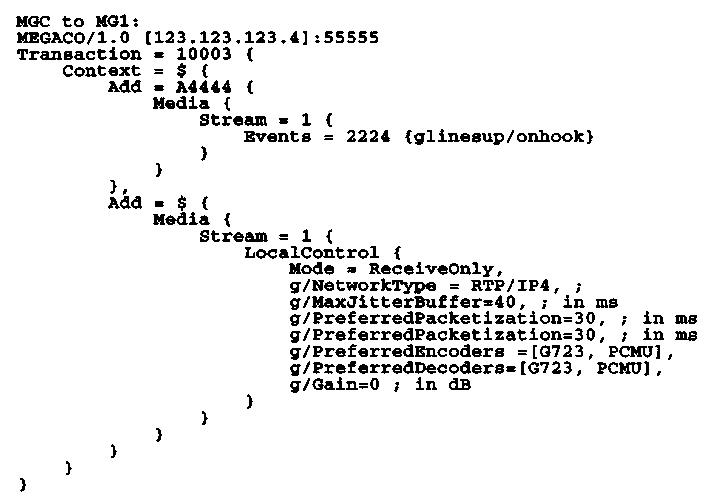 MGC to MG1:
MEGACO/1.0 [123.123.123.4]:55555
Transaction = 10003 {
Context = $ {
Add = A4444 {
Media {
Stream = 1 {
Events = 2224 {glinesup/onhook}
}
}
},
Add = $ {
Media {
Stream = 1 {
LocalControl {
Mode = ReceiveOnly,
g/NetworkType = RTP/IP4, ;
g/MaxJitterBuffer=40, ; in ms
g/PreferredPacketization=30, ; in ms
g/PreferredPacketization=30, ; in ms
g/PreferredEncoders =[G723, PCMU],
g/PreferredDecoders=[G723, PCMU],
g/Gain=0 ; in dB
}
}
}
}
}
}